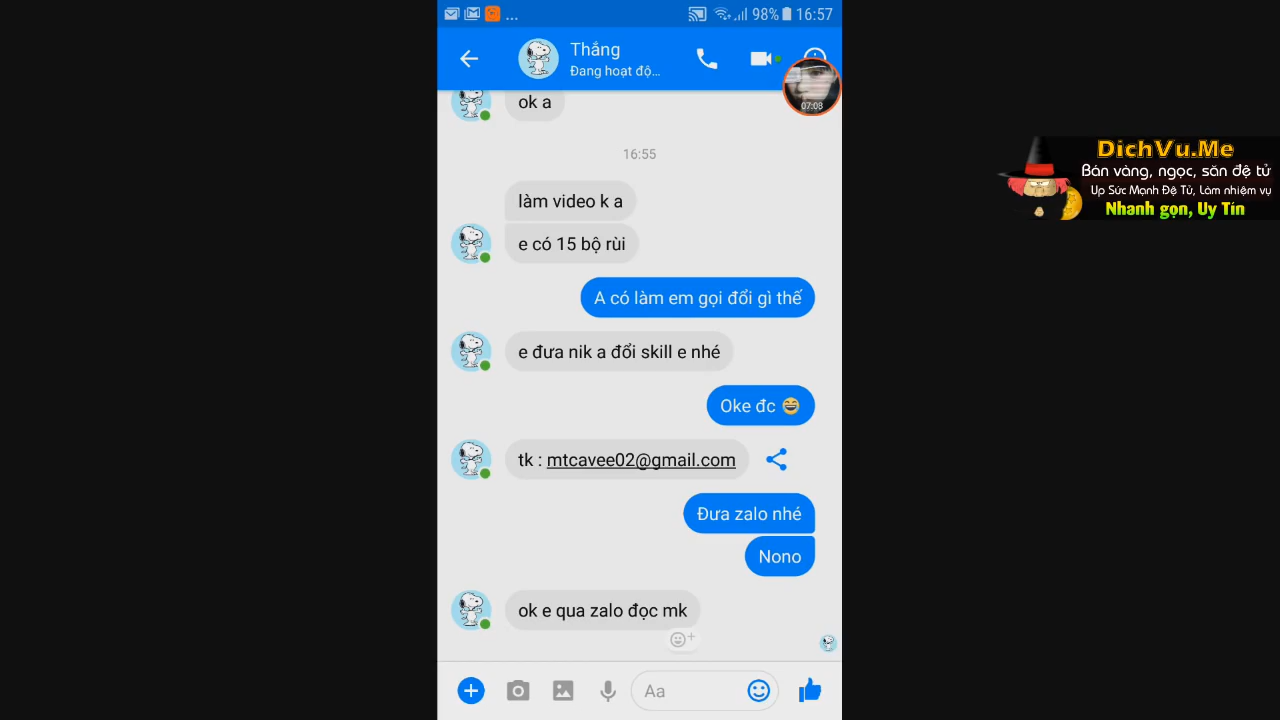 ... 98% 16:57
Thắng
Đang hoạt độ...
07:08
ok a
16:55
làm video k a
e có 15 bộ rùi
A có làm em gọi đổi gì thế
e đưa nik a đổi skill e nhé
Oke đc 😅
tk : mtcavee02@gmail.com
Đưa zalo nhé
Nono
ok e qua zalo đọc mk
Aa
DichVu.Me
Bán vàng, ngọc, săn đệ tử
Up Sức Mạnh Đệ Tử, Làm nhiệm vụ
Nhanh gọn, Uy Tín